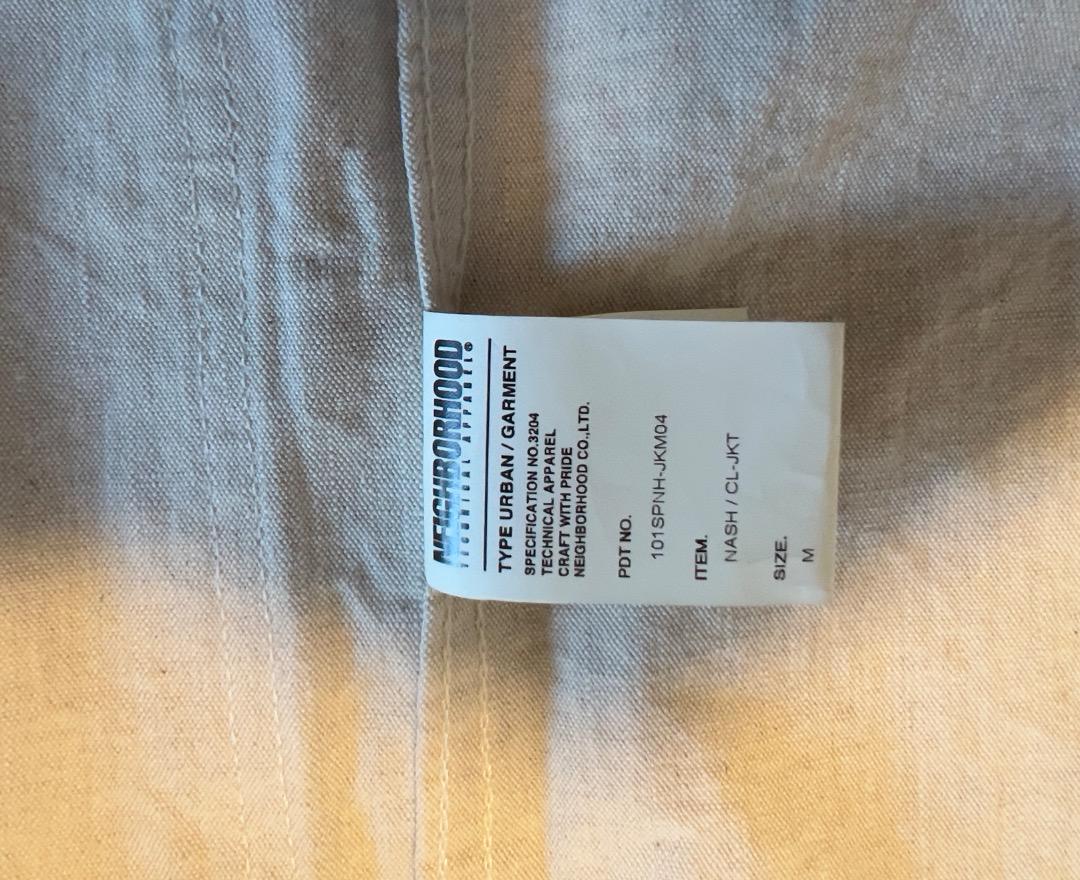 NEIGHBORHOOD
TECHNICAL APPAREL®
TYPE URBAN / GARMENT
SPECIFICATION NO.3204
TECHNICAL APPAREL
CRAFT WITH PRIDE
NEIGHBORHOOD CO.,LTD.
PDT NO.
101SPNH-JKM04
ITEM.
NASH / CL-JKT
SIZE.
M